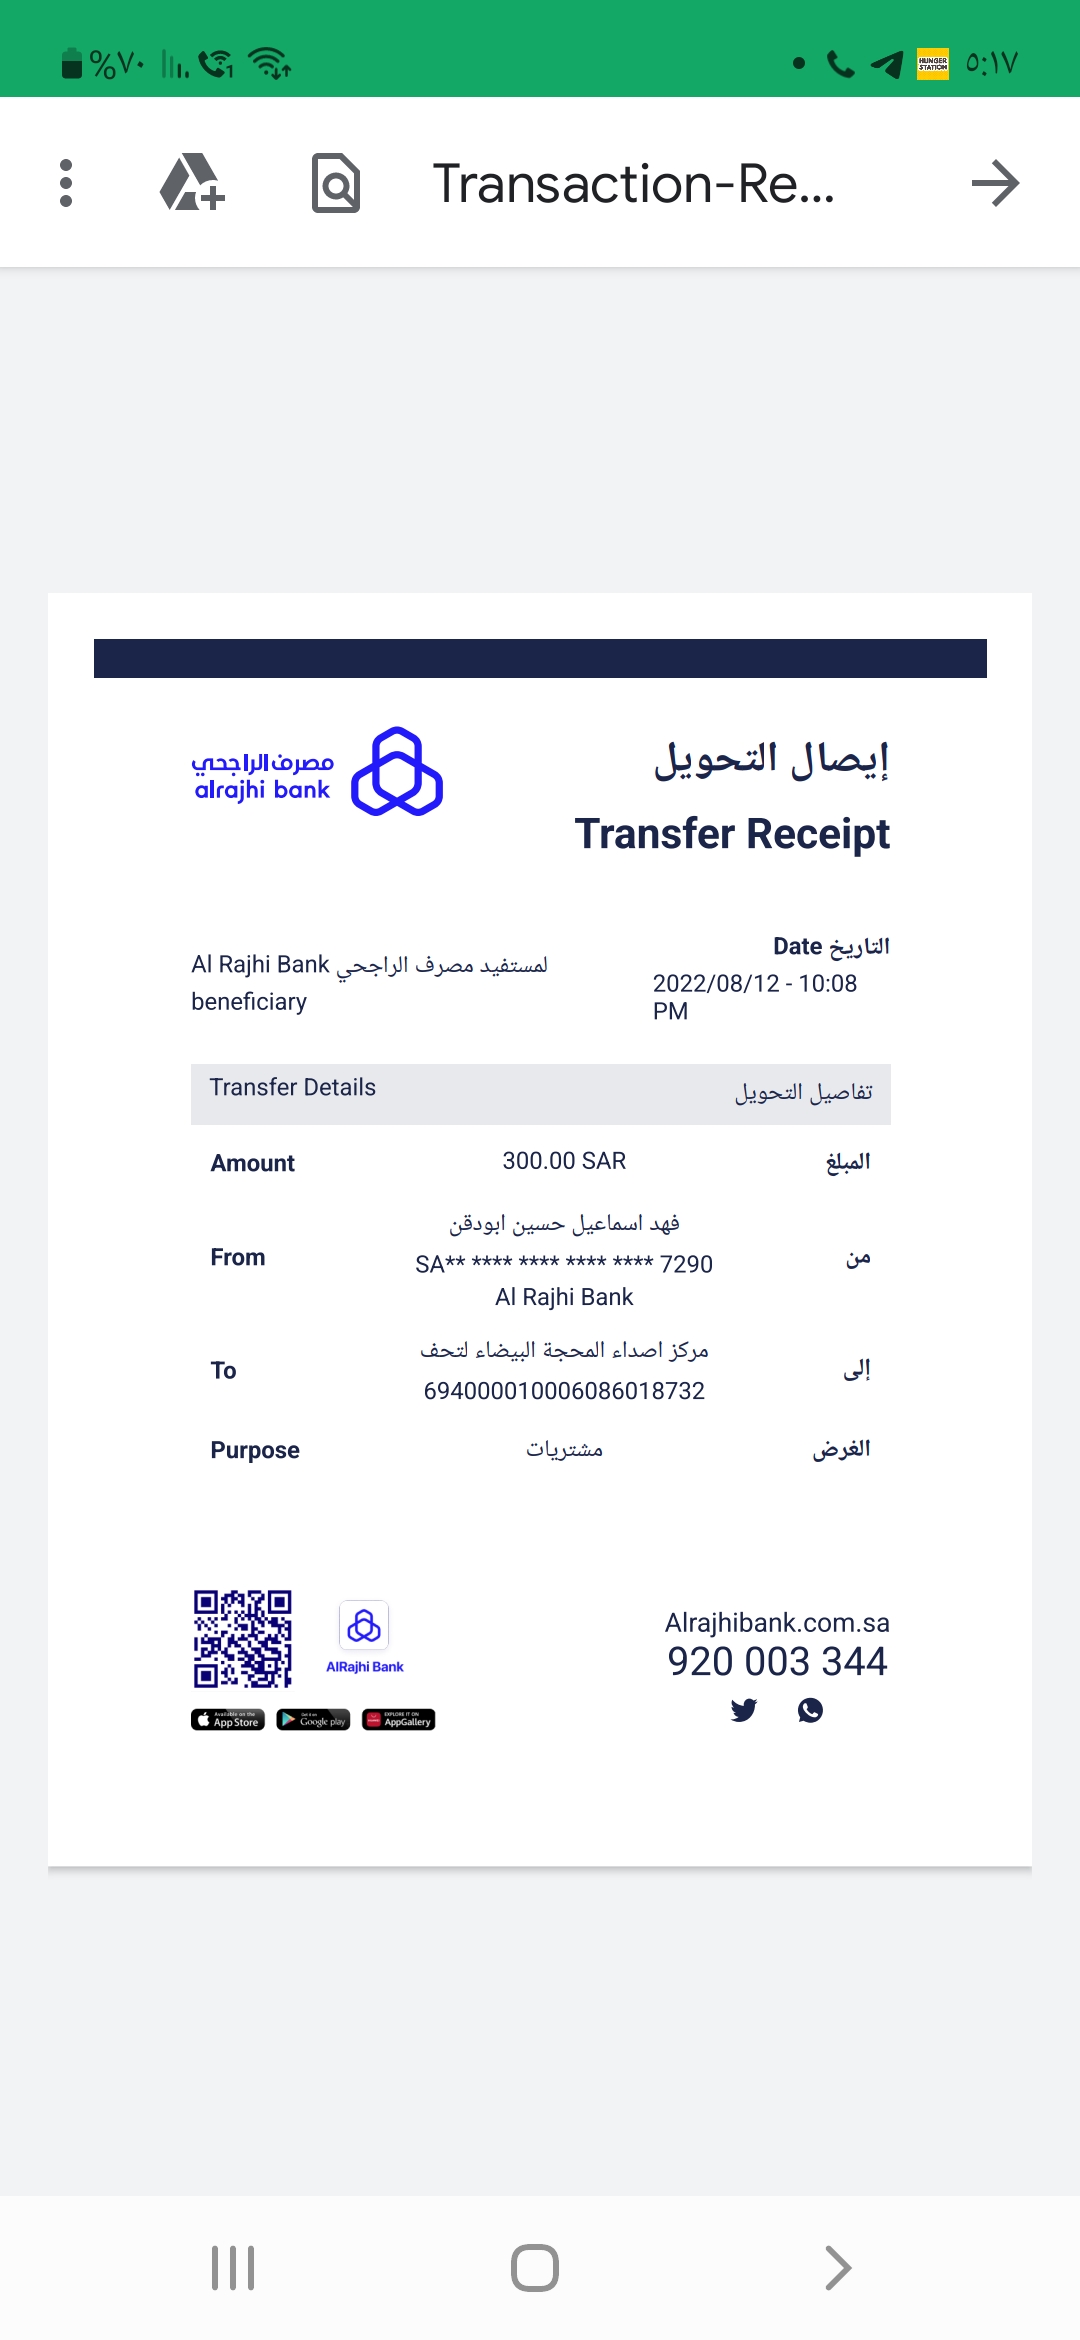 %٧٠
1
HUNGER
STATION
٥:١٧
Transaction-Re...
مصرف الراجحي
alrajhi bank
إيصال التحويل
Transfer Receipt
التاريخ Date
2022/08/12 - 10:08
PM
لمستفيد مصرف الراجحي Al Rajhi Bank
beneficiary
Transfer Details تفاصيل التحويل
Amount 300.00 SAR المبلغ
فهد اسماعيل حسين ابودقن
From SA** **** **** **** **** 7290 من
Al Rajhi Bank
مركز اصداء المحجة البيضاء لتحف
To إلى
694000010006086018732
Purpose مشتريات الغرض
AlRajhi Bank
Available on the
App Store
Get it on
Google play
EXPLORE IT ON
AppGallery
Alrajhibank.com.sa
920 003 344